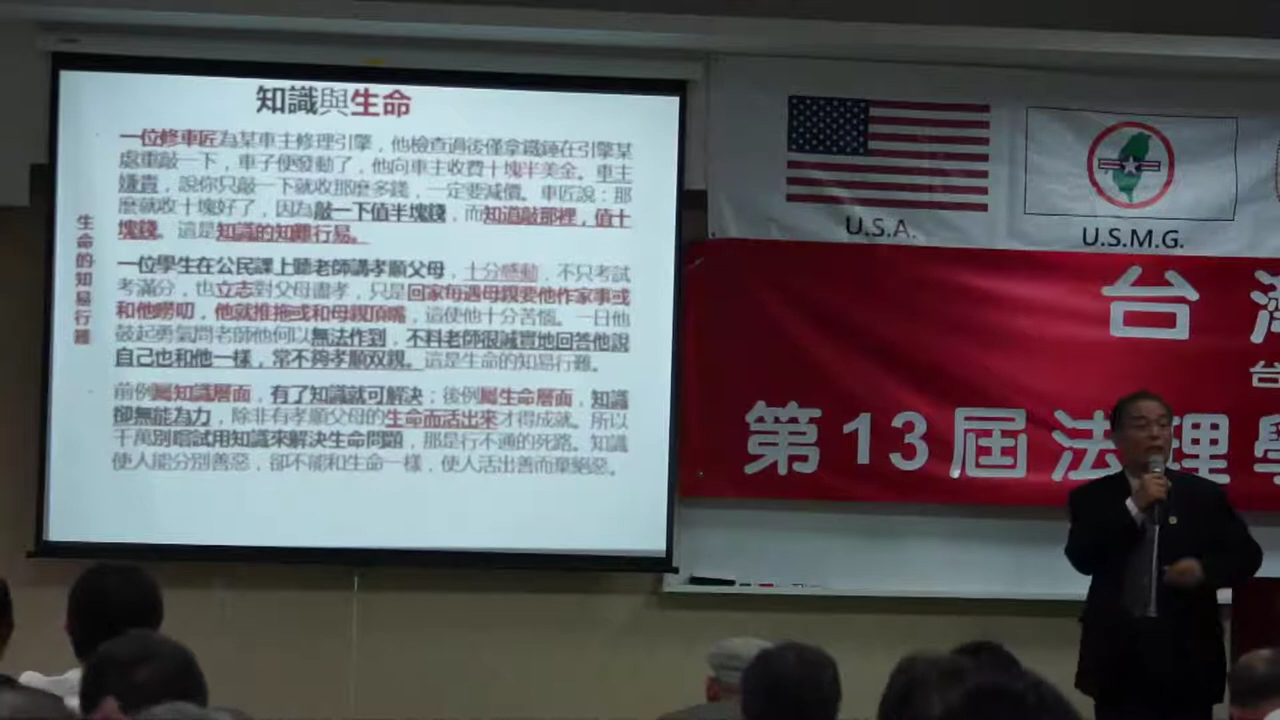 知識與生命
一位修車匠為某車主修理引擎，他檢查過後僅拿鐵錘在引擎某
處重敲一下，車子便發動了，他向車主收費十塊半美金。車主
嫌貴，說你只敲一下就收那麼多錢，一定要減價。車匠說：那
麼就收十塊好了，因為敲一下值半塊錢，而知道敲那裡，值十
塊錢。這是知識的知難行易。
生命的知易行難
一位學生在公民課上聽老師講孝順父母，十分感動，不只考試
考滿分，也立志對父母盡孝，只是回家每遇母親要他作家事或
和他嘮叨，他就推拖或和母親頂嘴，這使他十分苦惱。一日他
鼓起勇氣問老師他何以無法作到，不料老師很誠實地回答他說
自己也和他一樣，常不夠孝順双親。這是生命的知易行難。
前例屬知識層面，有了知識就可解決；後例屬生命層面，知識
卻無能為力，除非有孝順父母的生命而活出來才得成就。所以
千萬別嚐試用知識來解決生命問題，那是行不通的死路。知識
使人能分別善惡，卻不能和生命一樣，使人活出善而棄絕惡。
U.S.A.
U.S.M.G.
台灣
台
第13屆法理學